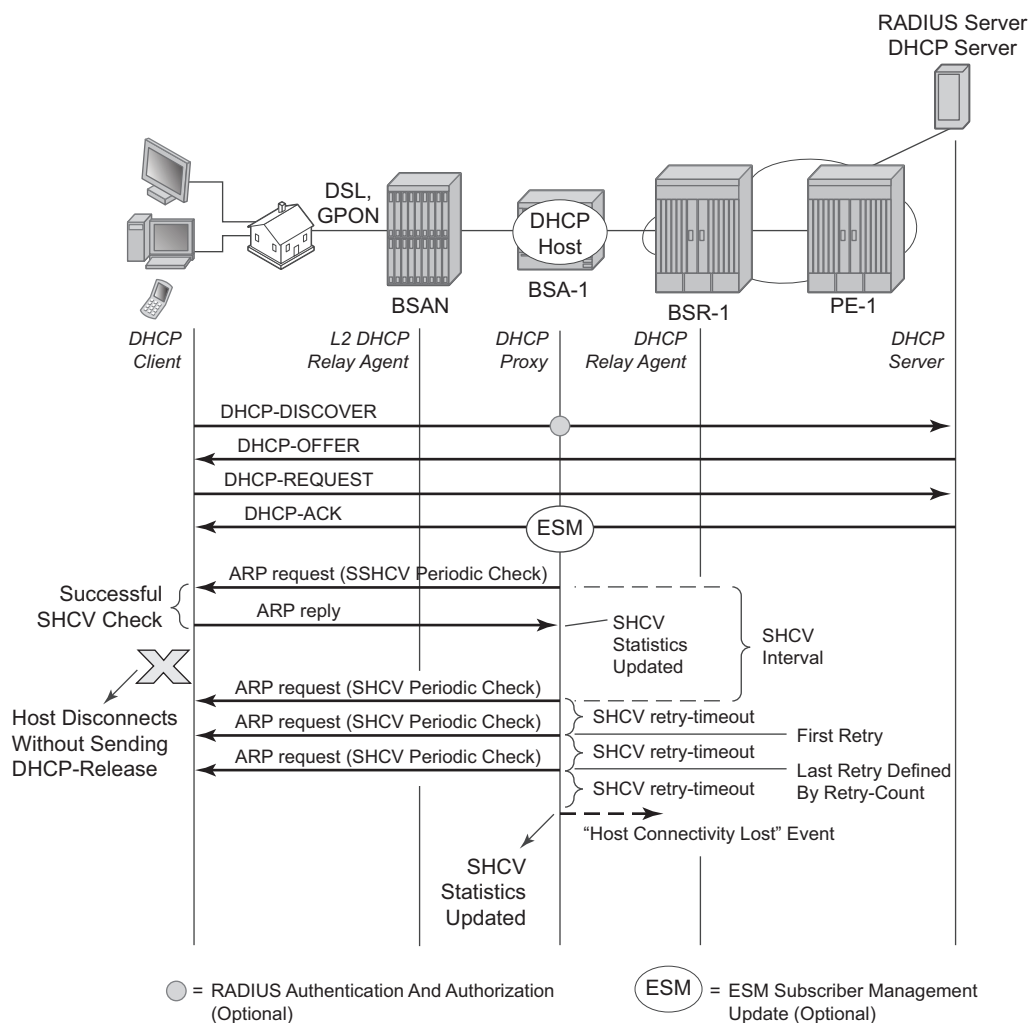 RADIUS Server
DHCP Server
DSL,
GPON
DHCP
Host
BSAN
BSA-1
BSR-1
PE-1
DHCP
Client
L2 DHCP
Relay Agent
DHCP
Proxy
DHCP
Relay Agent
DHCP
Server
DHCP-DISCOVER
DHCP-OFFER
DHCP-REQUEST
DHCP-ACK
ESM
ARP request (SSHCV Periodic Check)
Successful
SHCV Check
ARP reply
SHCV
Statistics
Updated
SHCV
Interval
ARP request (SHCV Periodic Check)
SHCV retry-timeout
Host Disconnects
Without Sending
DHCP-Release
ARP request (SHCV Periodic Check)
First Retry
SHCV retry-timeout
ARP request (SHCV Periodic Check)
Last Retry Defined
By Retry-Count
SHCV retry-timeout
“Host Connectivity Lost” Event
SHCV
Statistics
Updated
= RADIUS Authentication And Authorization
(Optional)
ESM = ESM Subscriber Management
Update (Optional)